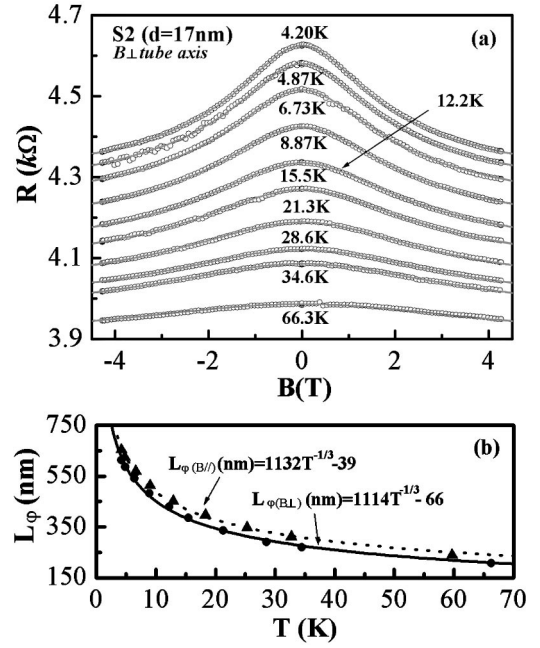 S2 (d=17nm)
B⊥tube axis
(a)
4.20K
4.87K
6.73K
8.87K
12.2K
15.5K
21.3K
28.6K
34.6K
66.3K
R (kΩ)
4.7
4.5
4.3
4.1
3.9
-4 -2 0 2 4
B(T)
(b)
Lφ(B//)(nm)=1132T^-1/3-39
Lφ(B⊥)(nm)=1114T^-1/3-66
Lφ(nm)
750
550
350
150
0 10 20 30 40 50 60 70
T (K)